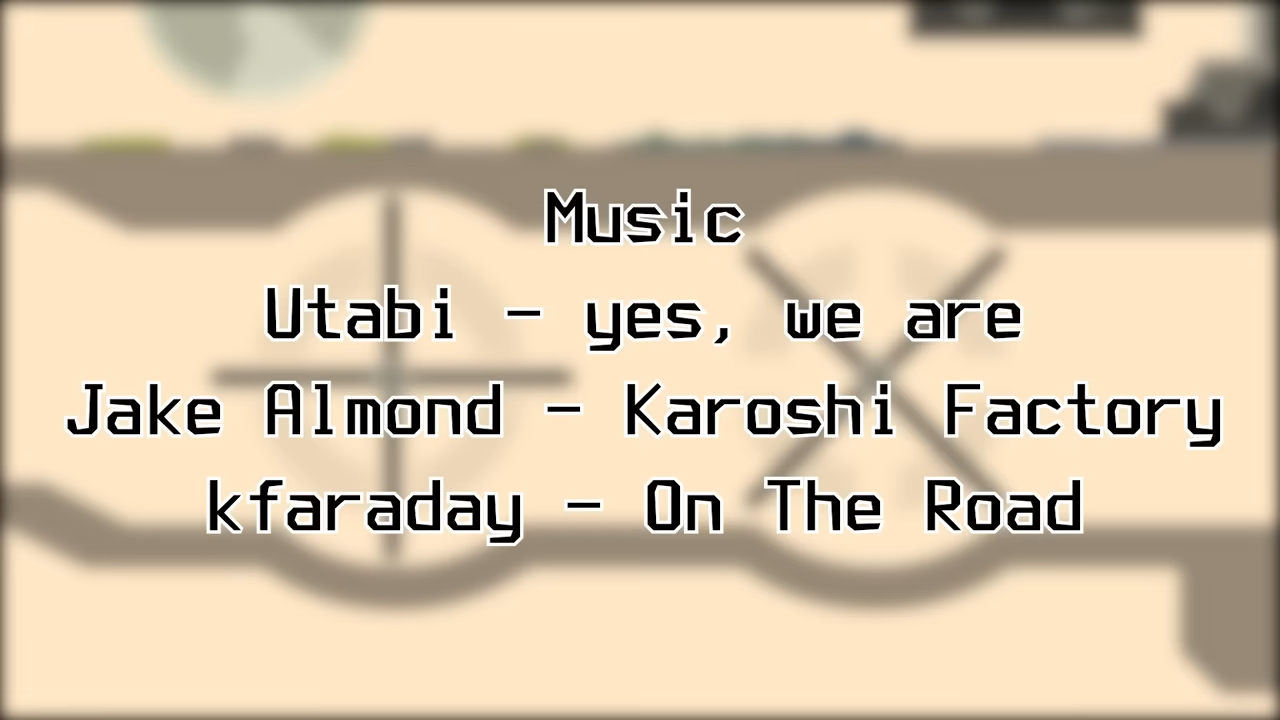 Music
Utabi - yes, we are
Jake Almond - Karoshi Factory
kfaraday - On The Road